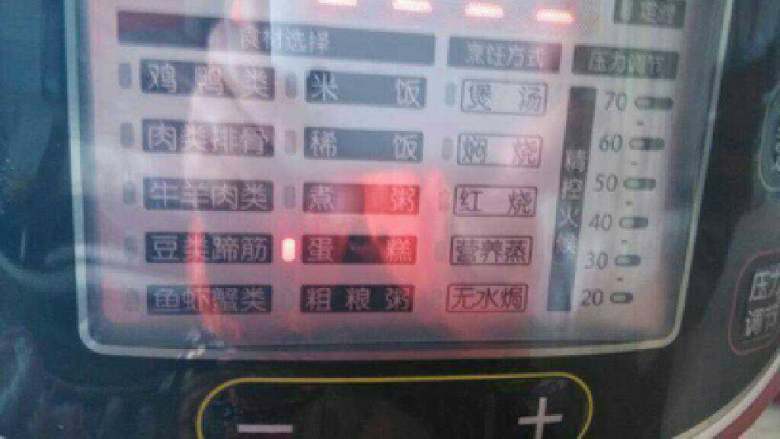 食材选择 烹饪方式 压力调节
鸡鸭类 米饭 煲汤 70
肉类排骨 稀饭 焖烧 60
牛羊肉类 煮粥 红烧 50
40
豆类蹄筋 蛋糕 营养蒸 30
鱼虾蟹类 粗粮粥 无水焗 20
精控火候
压力
调节
— +